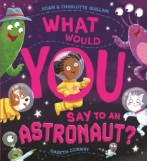 ADAM & CHARLOTTE GUILLAIN
WHAT
WOULD
YOU
SAY TO AN
ASTRONAUT?
GARETH CONWAY